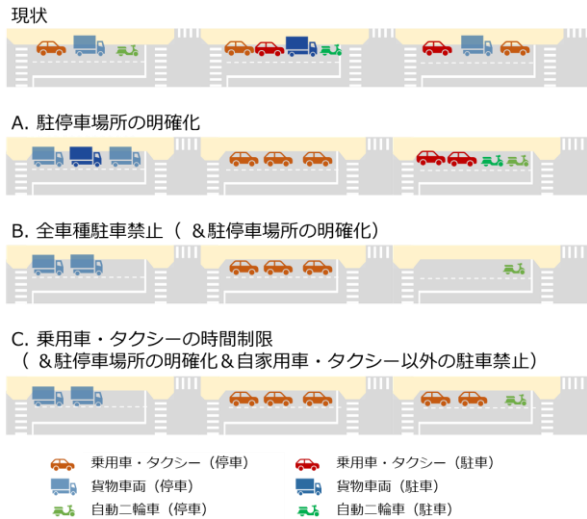 現状
A. 駐停車場所の明確化
B. 全車種駐車禁止（ &駐停車場所の明確化）
C. 乗用車・タクシーの時間制限
（ &駐停車場所の明確化&自家用車・タクシー以外の駐車禁止）
乗用車・タクシー（停車）
乗用車・タクシー（駐車）
貨物車両（停車）
貨物車両（駐車）
自動二輪車（停車）
自動二輪車（駐車）